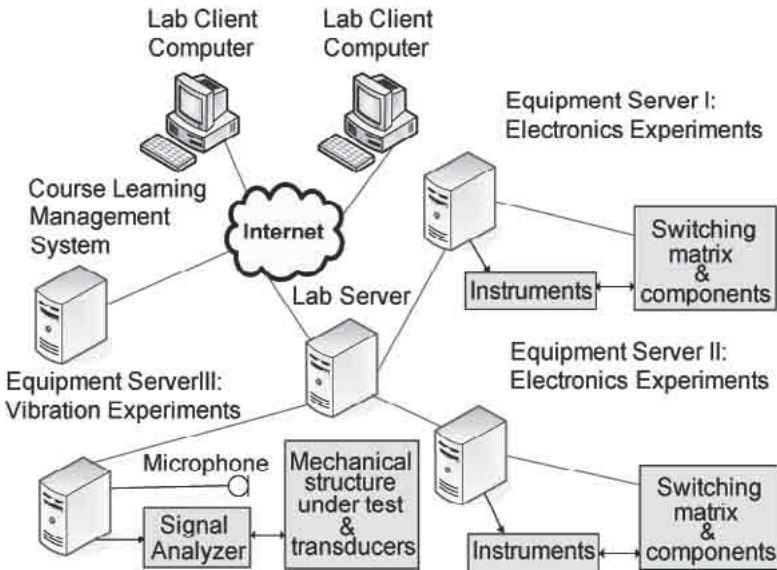 Lab Client
Computer
Lab Client
Computer
Equipment Server I:
Electronics Experiments
Course Learning
Management
System
Internet
Switching
matrix
&
components
Instruments
Lab Server
Equipment Server II:
Electronics Experiments
Equipment ServerIII:
Vibration Experiments
Microphone
Mechanical
structure
under test
&
transducers
Signal
Analyzer
Switching
matrix
&
components
Instruments